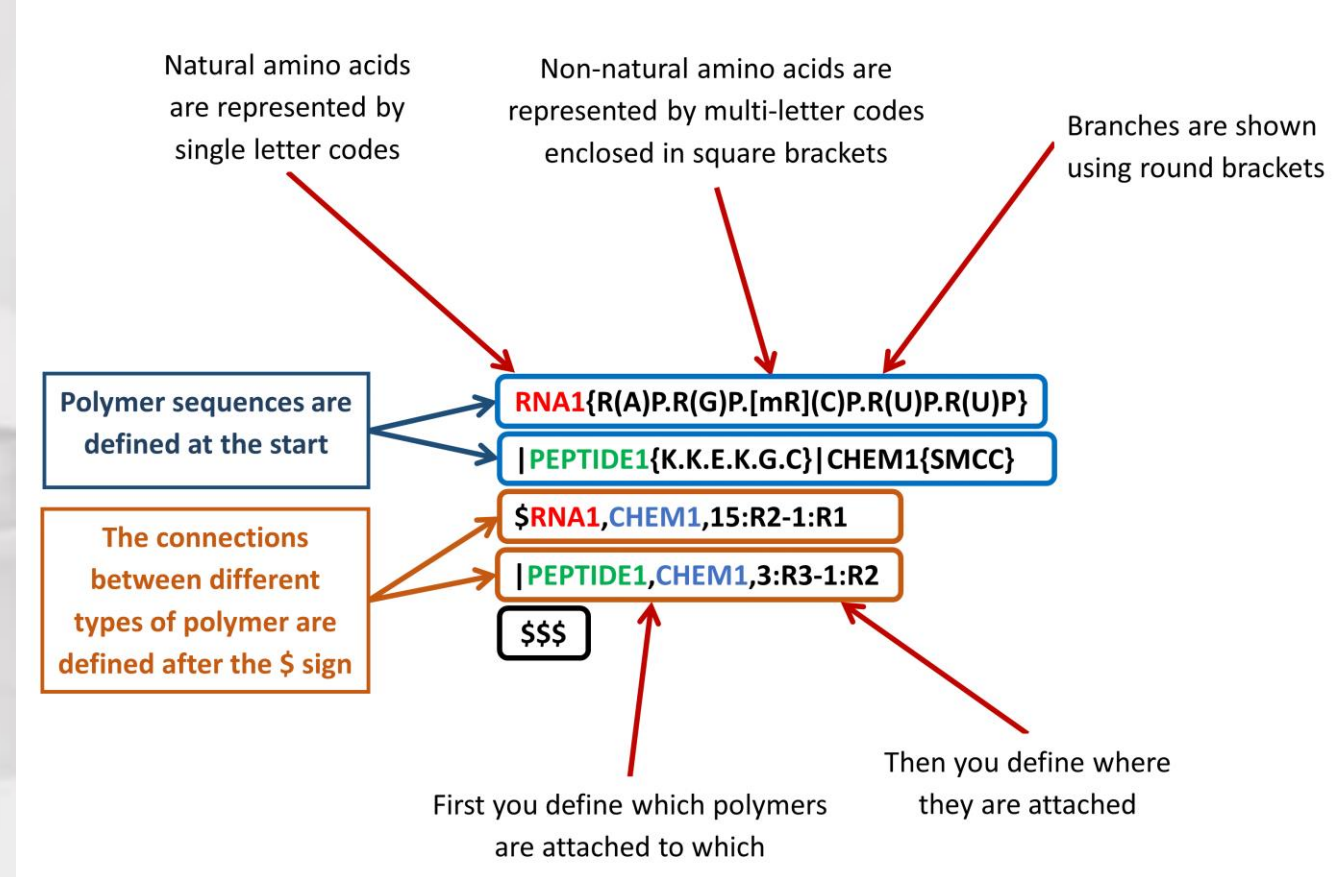 Natural amino acids
are represented by
single letter codes
Non-natural amino acids are
represented by multi-letter codes
enclosed in square brackets
Branches are shown
using round brackets
Polymer sequences are
defined at the start
RNA1{R(A)P.R(G)P.[mR](C)P.R(U)P.R(U)P}
|PEPTIDE1{K.K.E.K.G.C}|CHEM1{SMCC}
The connections
between different
types of polymer are
defined after the $ sign
$RNA1,CHEM1,15:R2-1:R1
|PEPTIDE1,CHEM1,3:R3-1:R2
$$$
First you define which polymers
are attached to which
Then you define where
they are attached